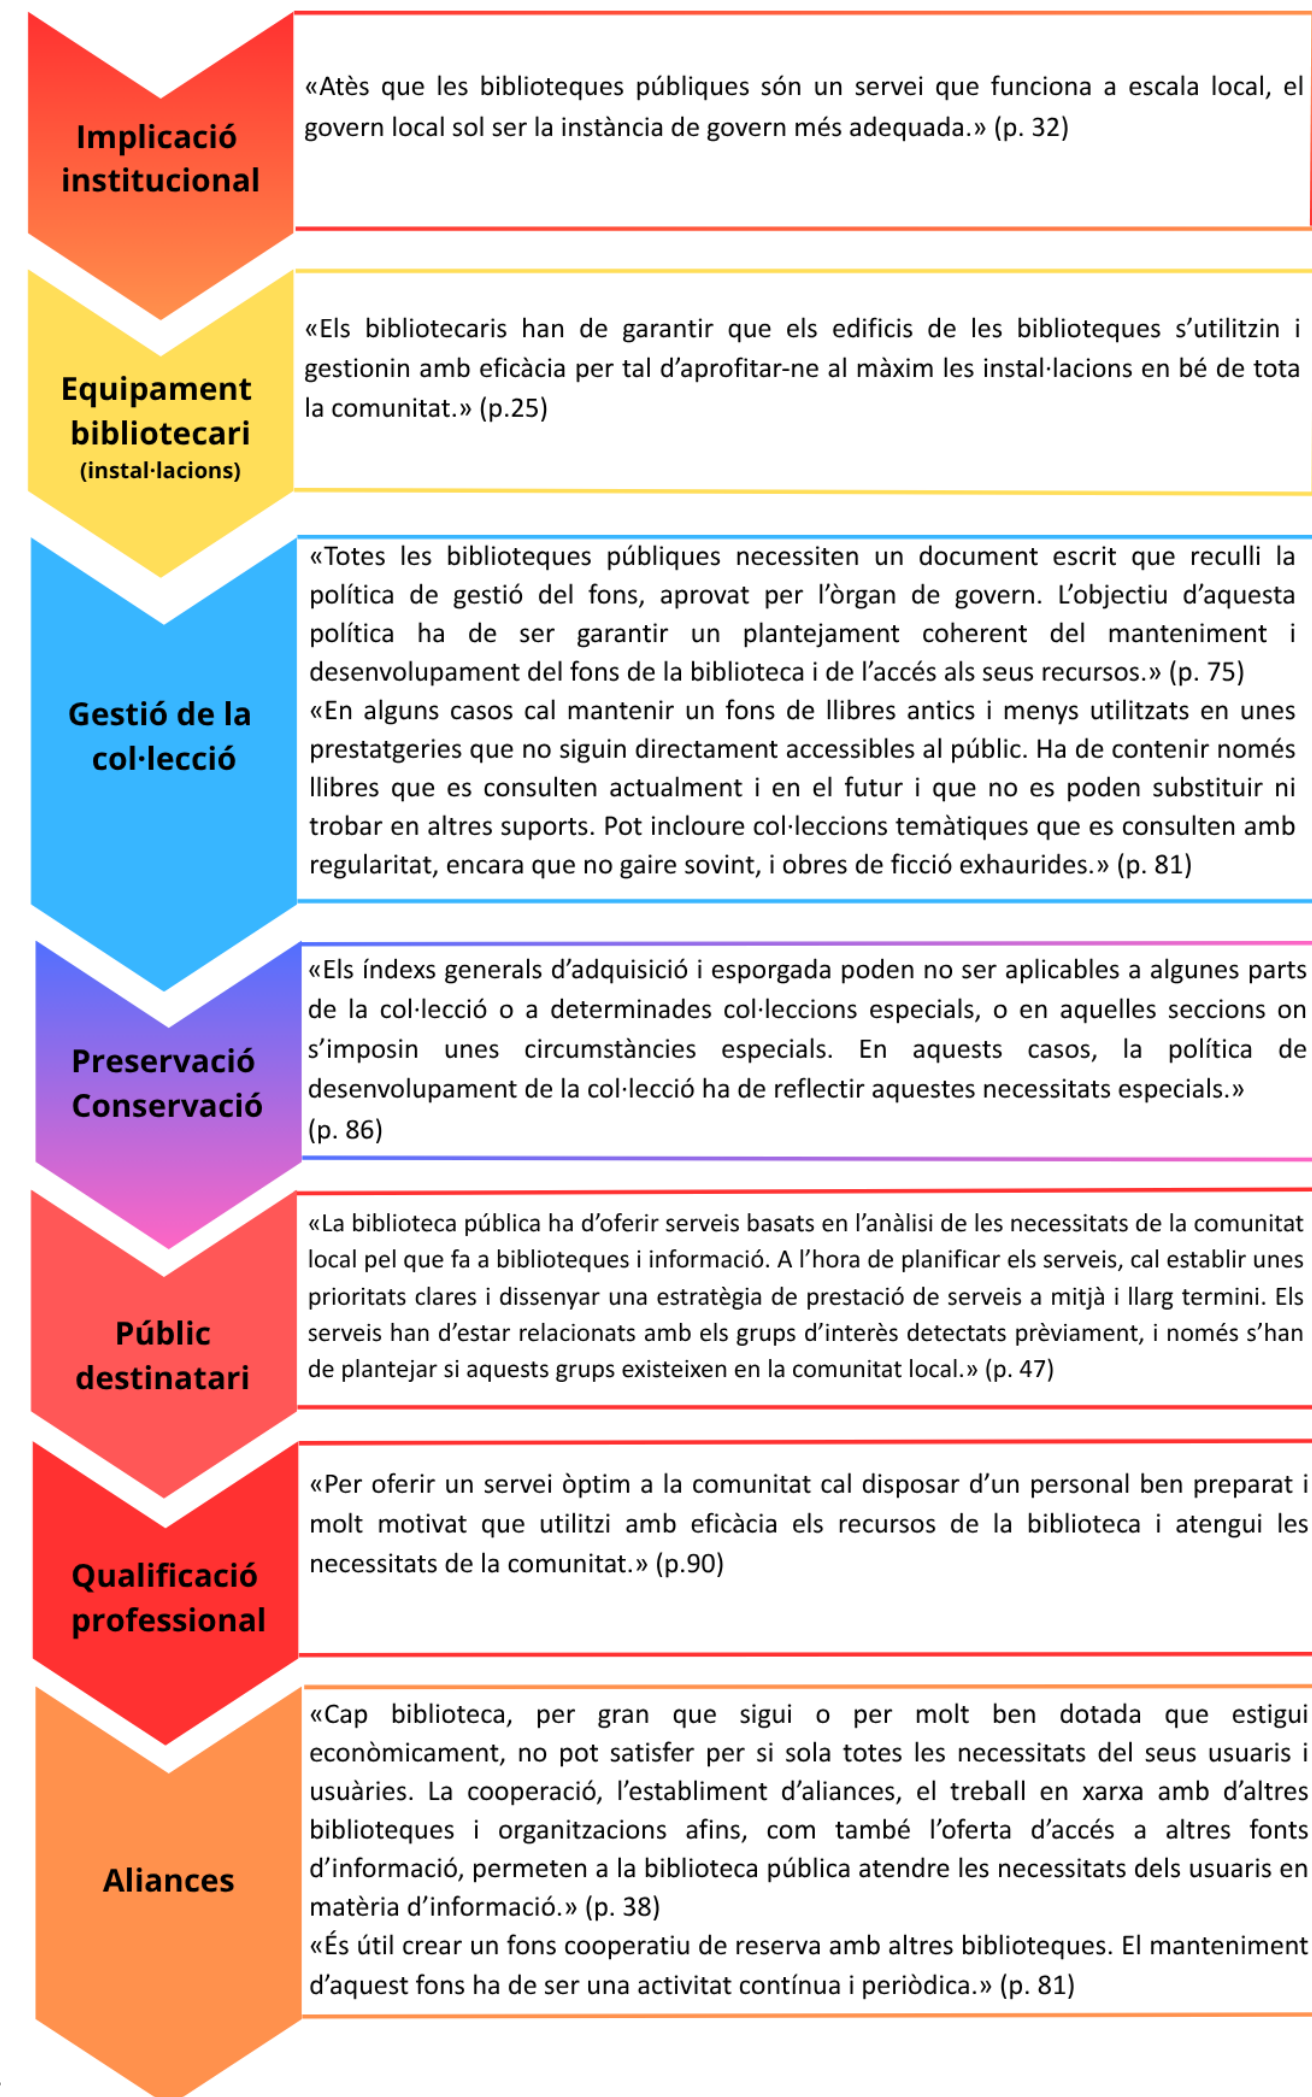 Implicació
institucional
«Atès que les biblioteques públiques són un servei que funciona a escala local, el
govern local sol ser la instància de govern més adequada.» (p. 32)
Equipament
bibliotecari
(instal·lacions)
«Els bibliotecaris han de garantir que els edificis de les biblioteques s’utilitzin i
gestionin amb eficàcia per tal d’aprofitar-ne al màxim les instal·lacions en bé de tota
la comunitat.» (p.25)
Gestió de la
col·lecció
«Totes les biblioteques públiques necessiten un document escrit que reculli la
política de gestió del fons, aprovat per l’òrgan de govern. L’objectiu d’aquesta
política ha de ser garantir un plantejament coherent del manteniment i
desenvolupament del fons de la biblioteca i de l’accés als seus recursos.» (p. 75)
«En alguns casos cal mantenir un fons de llibres antics i menys utilitzats en unes
prestatgeries que no siguin directament accessibles al públic. Ha de contenir només
llibres que es consulten actualment i en el futur i que no es poden substituir ni
trobar en altres suports. Pot incloure col·leccions temàtiques que es consulten amb
regularitat, encara que no gaire sovint, i obres de ficció exhaurides.» (p. 81)
Preservació
Conservació
«Els índexs generals d’adquisició i esporgada poden no ser aplicables a algunes parts
de la col·lecció o a determinades col·leccions especials, o en aquelles seccions on
s’imposin unes circumstàncies especials. En aquests casos, la política de
desenvolupament de la col·lecció ha de reflectir aquestes necessitats especials.»
(p. 86)
Públic
destinatari
«La biblioteca pública ha d’oferir serveis basats en l’anàlisi de les necessitats de la comunitat
local pel que fa a biblioteques i informació. A l’hora de planificar els serveis, cal establir unes
prioritats clares i dissenyar una estratègia de prestació de serveis a mitjà i llarg termini. Els
serveis han d’estar relacionats amb els grups d’interès detectats prèviament, i només s’han
de plantejar si aquests grups existeixen en la comunitat local.» (p. 47)
Qualificació
professional
«Per oferir un servei òptim a la comunitat cal disposar d’un personal ben preparat i
molt motivat que utilitzi amb eficàcia els recursos de la biblioteca i atengui les
necessitats de la comunitat.» (p.90)
Aliances
«Cap biblioteca, per gran que sigui o per molt ben dotada que estigui
econòmicament, no pot satisfer per si sola totes les necessitats del seus usuaris i
usuàries. La cooperació, l’establiment d’aliances, el treball en xarxa amb d’altres
biblioteques i organitzacions afins, com també l’oferta d’accés a altres fonts
d’informació, permeten a la biblioteca pública atendre les necessitats dels usuaris en
matèria d’informació.» (p. 38)
«És útil crear un fons cooperatiu de reserva amb altres biblioteques. El manteniment
d’aquest fons ha de ser una activitat contínua i periòdica.» (p. 81)